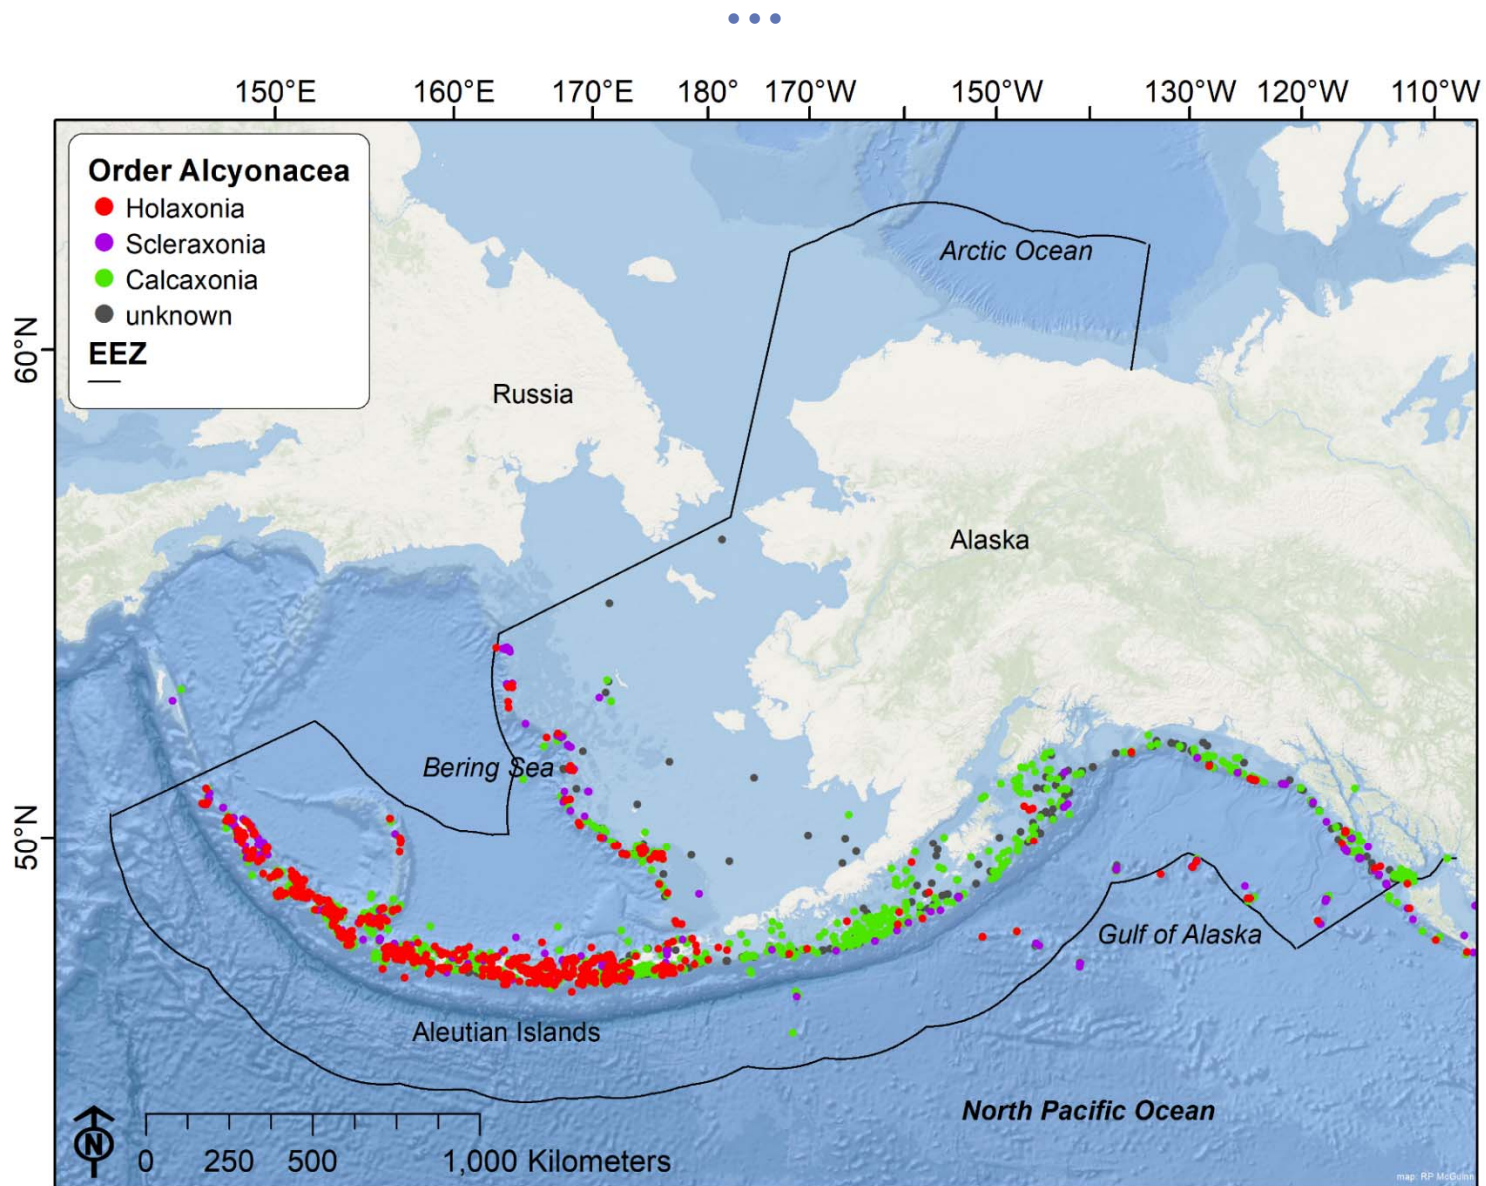 150°E 160°E 170°E 180° 170°W 150°W 130°W 120°W 110°W
Order Alcyonacea
Holaxonia
Scleraxonia
Calcaxonia
unknown
EEZ
60°N
50°N
Arctic Ocean
Russia
Alaska
Bering Sea
Gulf of Alaska
Aleutian Islands
North Pacific Ocean
N
0 250 500 1,000 Kilometers
map: RP McGuinn